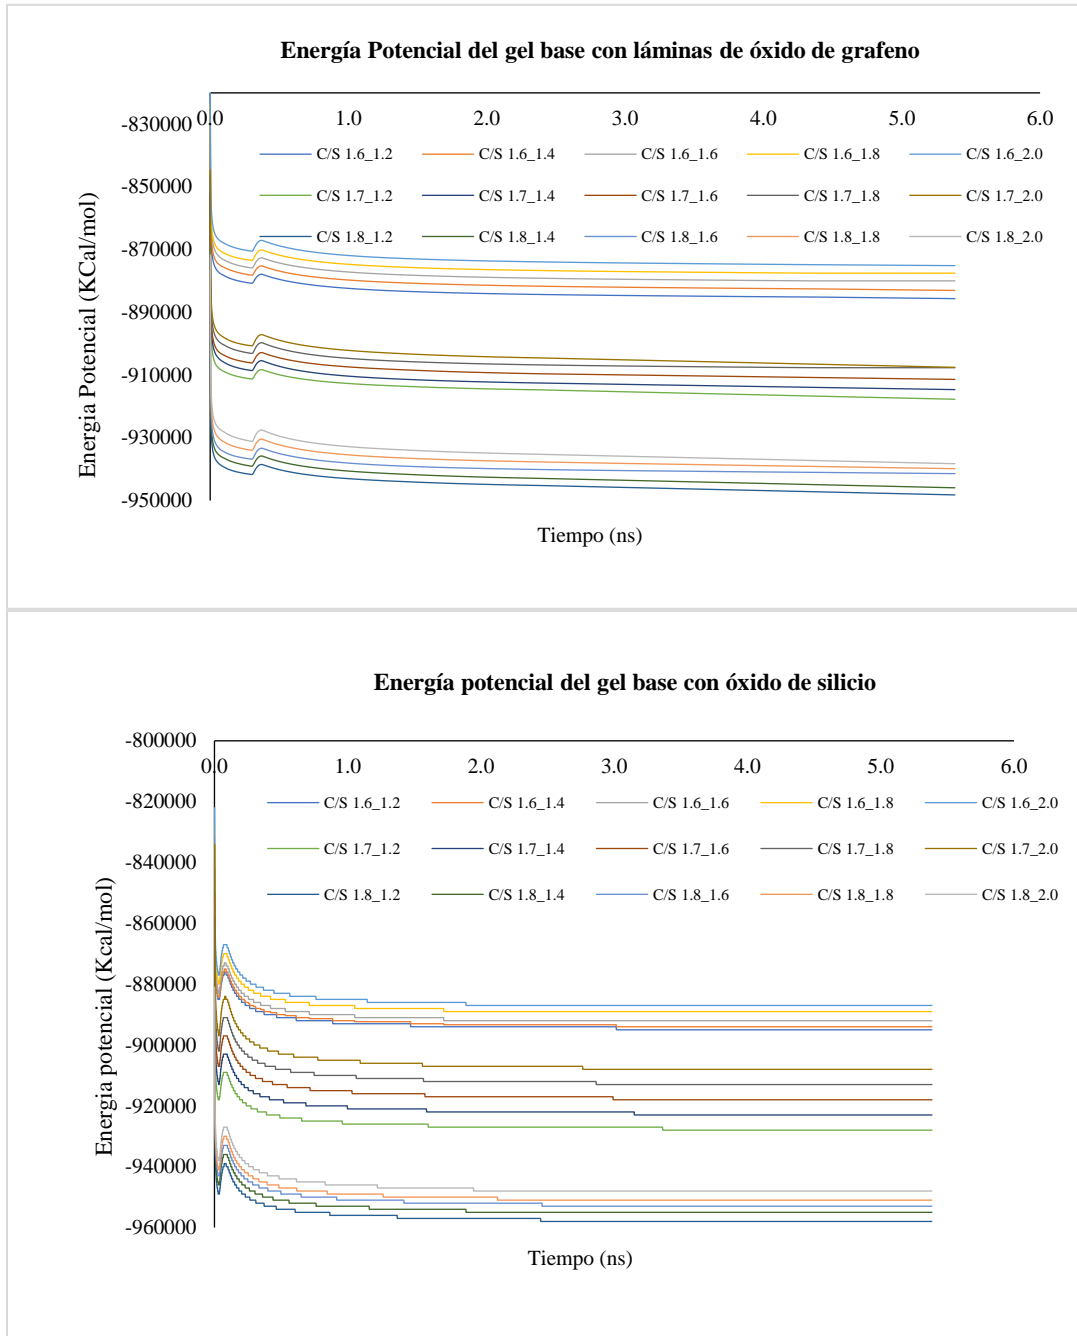 Energía Potencial del gel base con láminas de óxido de grafeno
0.0 1.0 2.0 3.0 4.0 5.0 6.0
-830000
C/S 1.6_1.2 C/S 1.6_1.4 C/S 1.6_1.6 C/S 1.6_1.8 C/S 1.6_2.0
-850000
C/S 1.7_1.2 C/S 1.7_1.4 C/S 1.7_1.6 C/S 1.7_1.8 C/S 1.7_2.0
C/S 1.8_1.2 C/S 1.8_1.4 C/S 1.8_1.6 C/S 1.8_1.8 C/S 1.8_2.0
-870000
-890000
-910000
-930000
-950000
Energia Potencial (KCal/mol)
Tiempo (ns)
Energía potencial del gel base con óxido de silicio
-800000
0.0 1.0 2.0 3.0 4.0 5.0 6.0
-820000
C/S 1.6_1.2 C/S 1.6_1.4 C/S 1.6_1.6 C/S 1.6_1.8 C/S 1.6_2.0
-840000
C/S 1.7_1.2 C/S 1.7_1.4 C/S 1.7_1.6 C/S 1.7_1.8 C/S 1.7_2.0
-860000
C/S 1.8_1.2 C/S 1.8_1.4 C/S 1.8_1.6 C/S 1.8_1.8 C/S 1.8_2.0
-880000
-900000
-920000
-940000
-960000
Energia potencial (Kcal/mol)
Tiempo (ns)